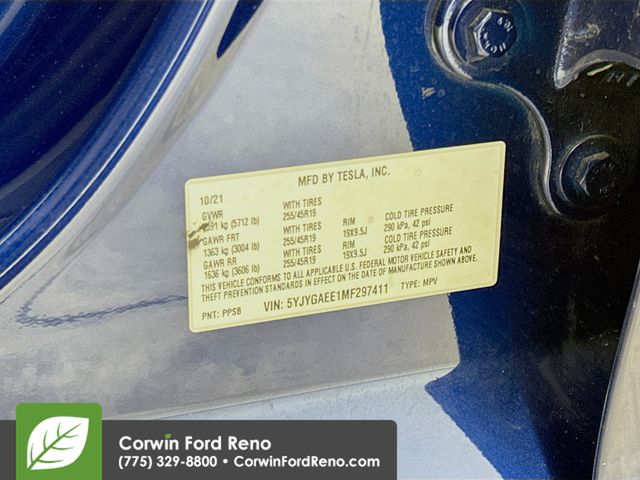 MFD BY TESLA, INC.
10/21
GVWR WITH TIRES
91 kg (5712 lb) 255/45R19 RIM COLD TIRE PRESSURE
GAWR FRT WITH TIRES 19X9.5J 290 kPa, 42 psi
1363 kg (3004 lb) 255/45R19 RIM COLD TIRE PRESSURE
GAWR RR WITH TIRES 19X9.5J 290 kPa, 42 psi
1636 kg (3606 lb) 255/45R19
THIS VEHICLE CONFORMS TO ALL APPLICABLE U.S. FEDERAL MOTOR VEHICLE SAFETY AND
THEFT PREVENTION STANDARDS IN EFFECT ON THE DATE OF MANUFACTURE SHOWN ABOVE.
PNT: PPSB VIN: 5YJYGAEE1MF297411 TYPE: MPV
Corwin Ford Reno
(775) 329-8800 • CorwinFordReno.com